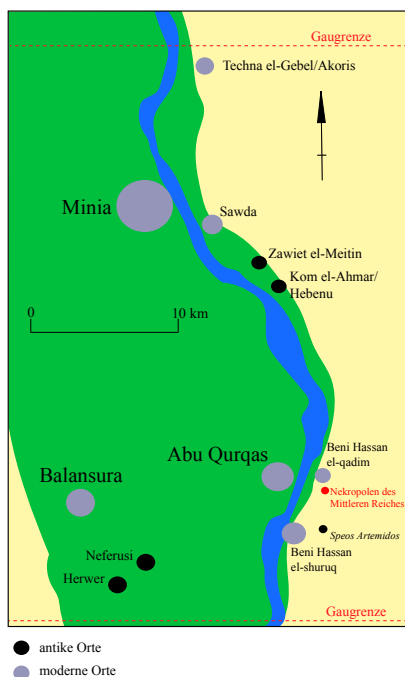 Gaugrenze
Techna el-Gebel/Akoris
Minia
Sawda
Zawiet el-Meitin
Kom el-Ahmar/
Hebenu
0
10 km
Abu Qurqas
Beni Hassan
el-qadim
Balansura
Nekropolen des
Mittleren Reiches
Speos Artemidos
Neferusi
Beni Hassan
el-shuruq
Herwer
Gaugrenze
antike Orte
moderne Orte